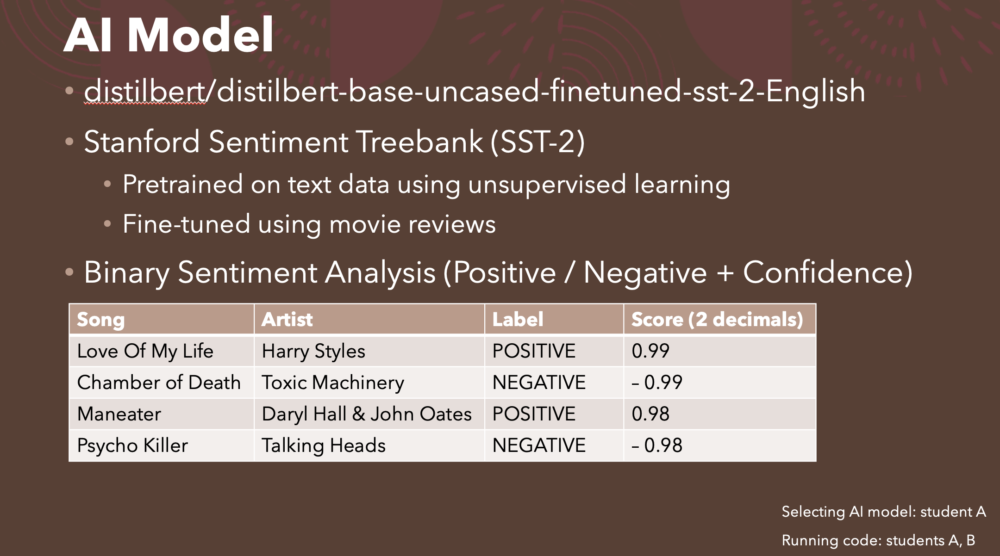 AI Model
• distilbert/distilbert-base-uncased-finetuned-sst-2-English
• Stanford Sentiment Treebank (SST-2)
• Pretrained on text data using unsupervised learning
• Fine-tuned using movie reviews
• Binary Sentiment Analysis (Positive / Negative + Confidence)
Song Artist Label Score (2 decimals)
Love Of My Life Harry Styles POSITIVE 0.99
Chamber of Death Toxic Machinery NEGATIVE – 0.99
Maneater Daryl Hall & John Oates POSITIVE 0.98
Psycho Killer Talking Heads NEGATIVE – 0.98
Selecting AI model: student A
Running code: students A, B